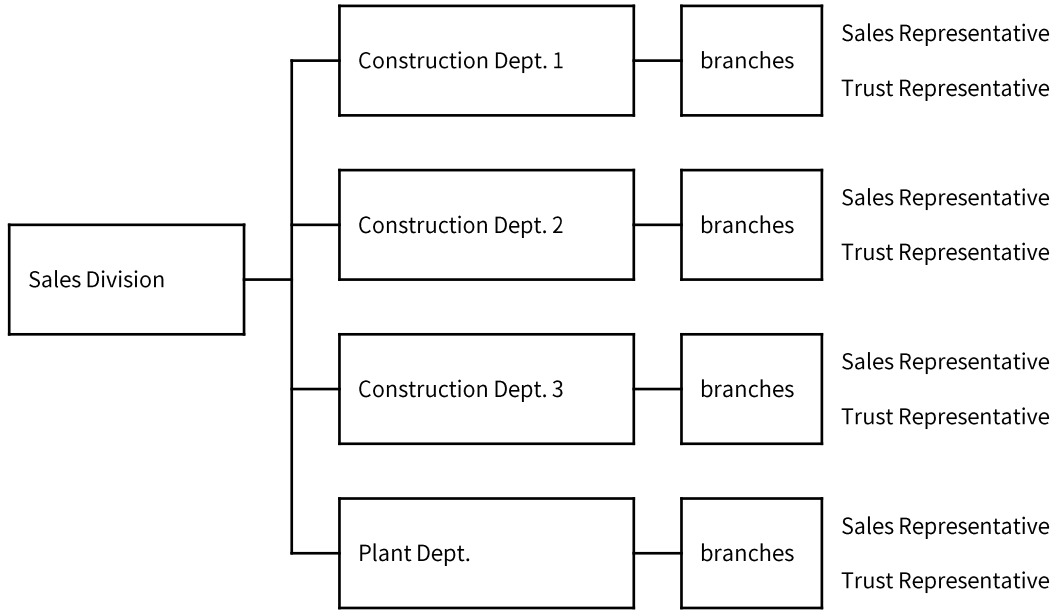 Construction Dept. 1
branches
Sales Representative
Trust Representative
Construction Dept. 2
branches
Sales Representative
Trust Representative
Sales Division
Construction Dept. 3
branches
Sales Representative
Trust Representative
Plant Dept.
branches
Sales Representative
Trust Representative